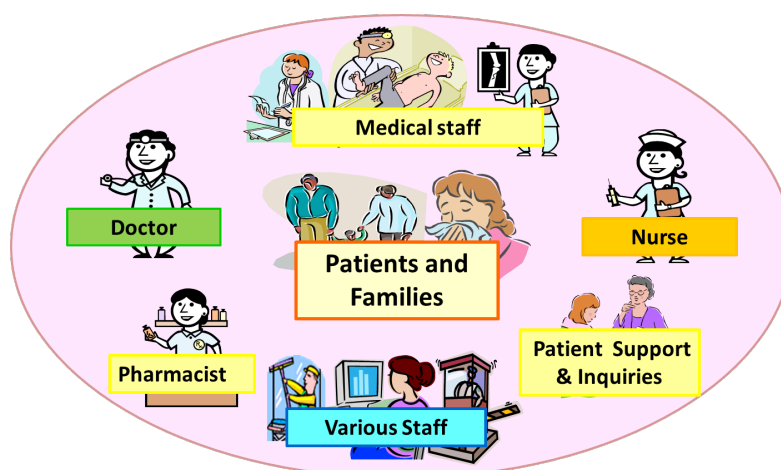 Medical staff
Doctor
Nurse
Patients and
Families
Pharmacist
Patient Support
& Inquiries
Various Staff